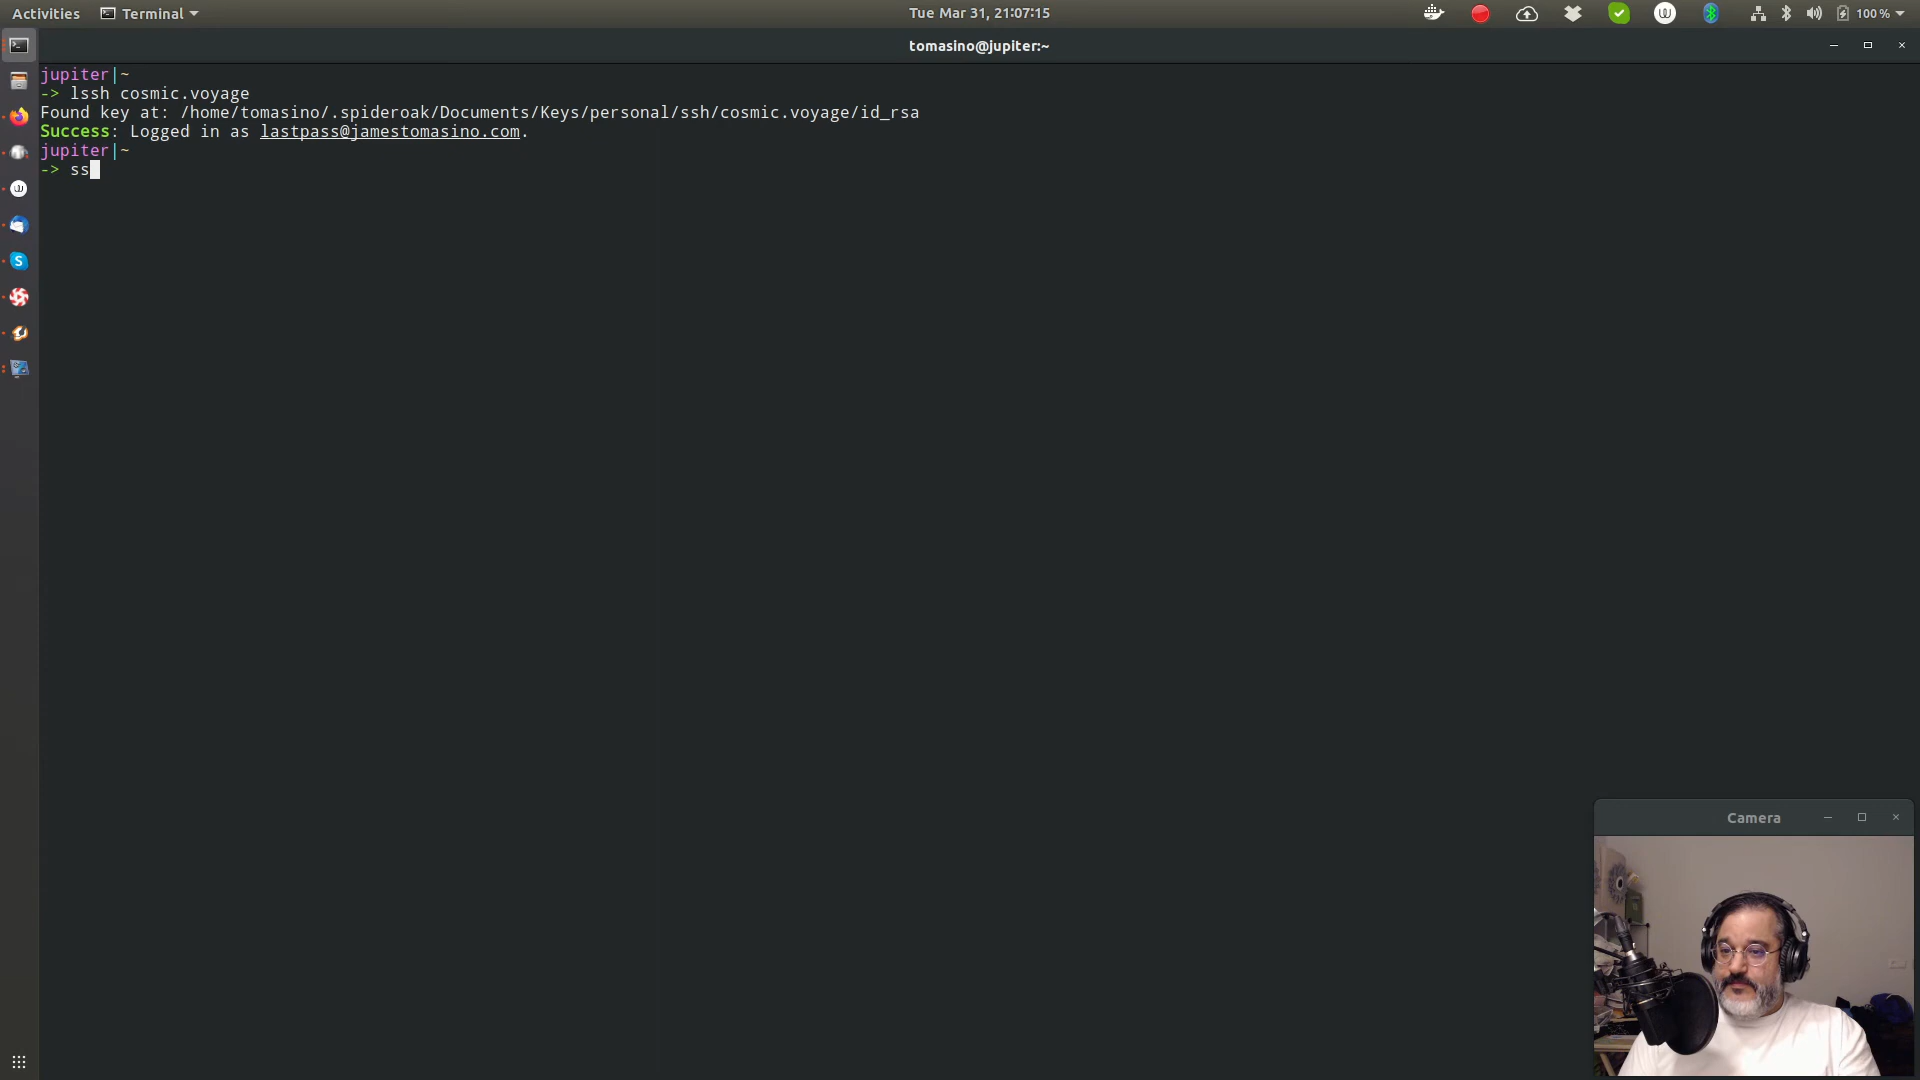 Activities
Terminal
Tue Mar 31, 21:07:15
100 %
tomasino@jupiter:~
jupiter|~
-> lssh cosmic.voyage
Found key at: /home/tomasino/.spideroak/Documents/Keys/personal/ssh/cosmic.voyage/id_rsa
Success: Logged in as lastpass@jamestomasino.com.
jupiter|~
-> ss
Camera